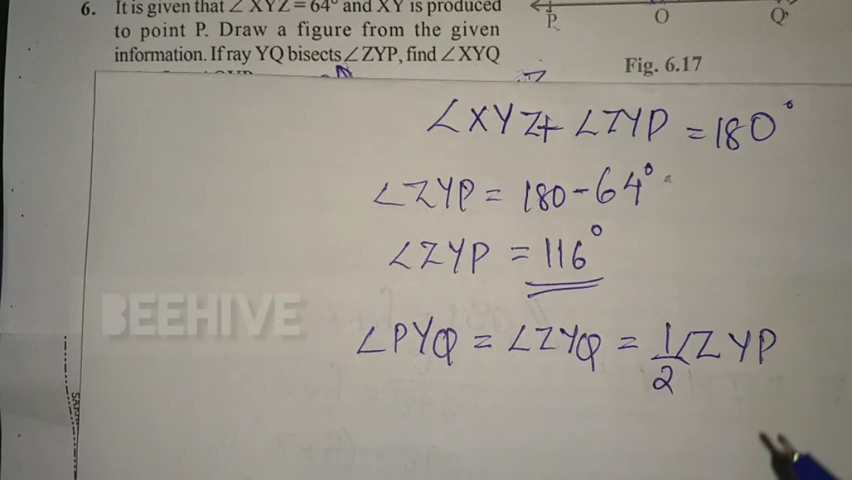 6. It is given that ∠ XYZ = 64° and XY is produced
to point P. Draw a figure from the given
information. If ray YQ bisects ∠ ZYP, find ∠ XYQ
P O Q
Fig. 6.17
∠XYZ + ∠ZYP = 180°
∠ZYP = 180 - 64°
∠ZYP = 116°
BEEHIVE
∠PYQ = ∠ZYQ = 1/2 ∠ZYP